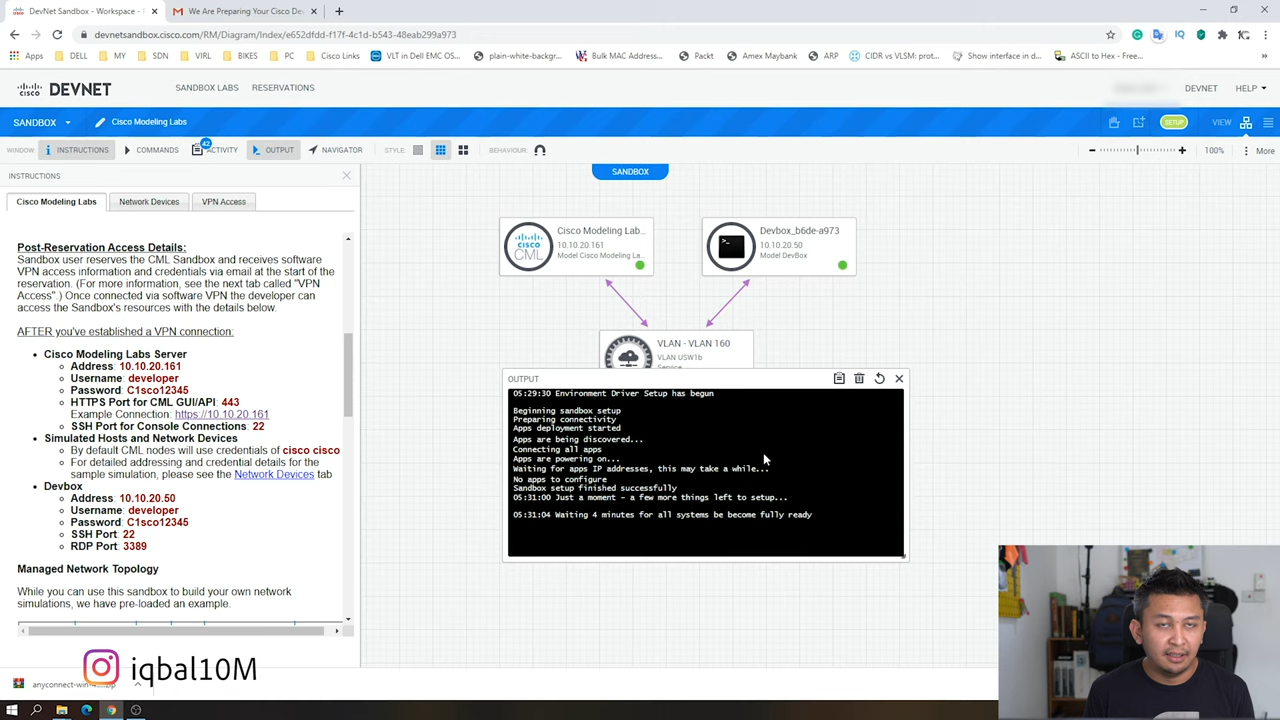 DevNet Sandbox - Workspace -
We Are Preparing Your Cisco Dev
devnetsandbox.cisco.com/RM/Diagram/Index/e652dfdd-f17f-4c1d-b543-48eab299a973
Apps DELL MY SDN VIRL BIKES PC Cisco Links VLT in Dell EMC OS... plain-white-backgr... Bulk MAC Address... Packt Amex Maybank ARP CIDR vs VLSM: prot... Show interface in d... ASCII to Hex - Free...
cisco DEVNET SANDBOX LABS RESERVATIONS DEVNET HELP
SANDBOX Cisco Modeling Labs SETUP VIEW
WINDOW: INSTRUCTIONS COMMANDS 42 ACTIVITY OUTPUT NAVIGATOR STYLE: BEHAVIOUR: 100% More
INSTRUCTIONS
Cisco Modeling Labs Network Devices VPN Access
Post-Reservation Access Details:
Sandbox user reserves the CML Sandbox and receives software
VPN access information and credentials via email at the start of the
reservation. (For more information, see the next tab called "VPN
Access".) Once connected via software VPN the developer can
access the Sandbox's resources with the details below.
AFTER you've established a VPN connection:
Cisco Modeling Labs Server
Address: 10.10.20.161
Username: developer
Password: C1sco12345
HTTPS Port for CML GUI/API: 443
Example Connection: https://10.10.20.161
SSH Port for Console Connections: 22
Simulated Hosts and Network Devices
By default CML nodes will use credentials of cisco cisco
For detailed addressing and credential details for the
sample simulation, please see the Network Devices tab
Devbox
Address: 10.10.20.50
Username: developer
Password: C1sco12345
SSH Port: 22
RDP Port: 3389
Managed Network Topology
While you can use this sandbox to build your own network
simulations, we have pre-loaded an example.
SANDBOX
cisco
CML
Cisco Modeling Lab...
10.10.20.161
Model Cisco Modeling La...
Devbox_b6de-a973
10.10.20.50
Model DevBox
VLAN - VLAN 160
VLAN USW1b
Service
OUTPUT
05:29:30 Environment Driver Setup has begun
Beginning sandbox setup
Preparing connectivity
Apps deployment started
Apps are being discovered...
Connecting all apps
Apps are powering on...
Waiting for apps IP addresses, this may take a while...
No apps to configure
Sandbox setup finished successfully
05:31:00 Just a moment - a few more things left to setup...
05:31:04 Waiting 4 minutes for all systems be become fully ready
iqbal10M